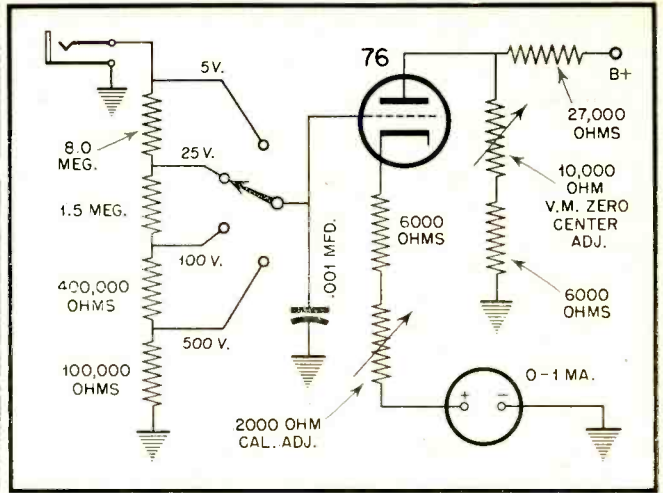 76
B+
5 V.
27,000
OHMS
8.0
MEG.
25 V.
10,000
OHM
V.M. ZERO
CENTER
ADJ.
1.5 MEG.
6000
OHMS
.001 MFD.
100 V.
400,000
OHMS
6000
OHMS
500 V.
100,000
OHMS
0-1 MA.
+ -
2000 OHM
CAL. ADJ.